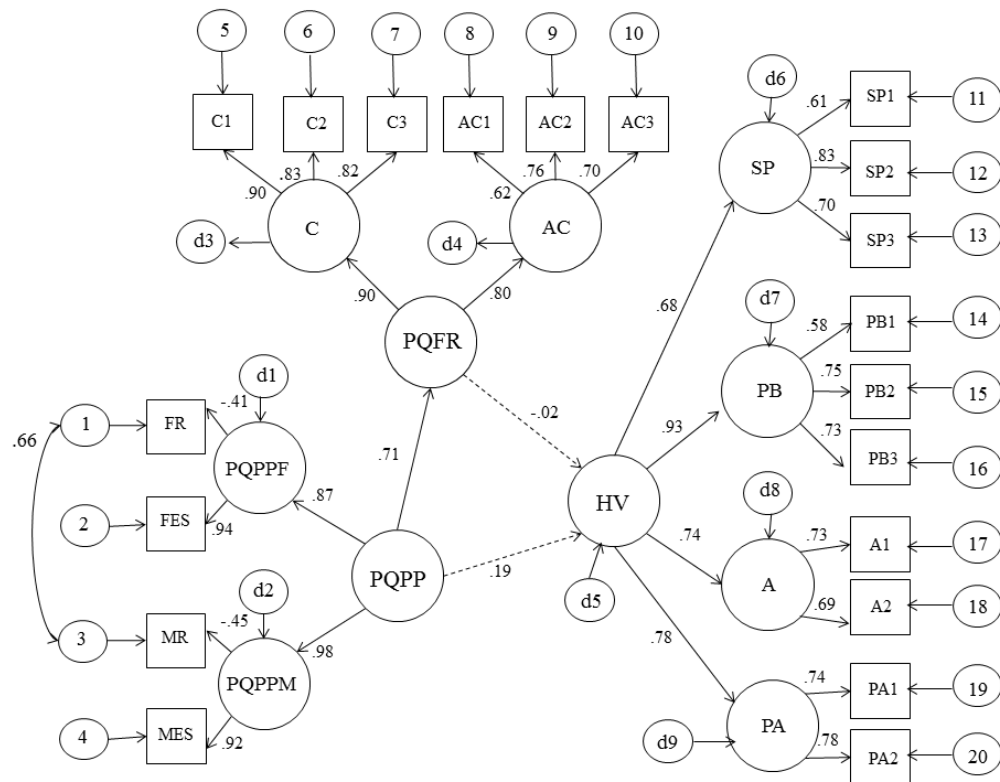 5 6 7 8 9 10
C1 C2 C3 AC1 AC2 AC3
.90 .83 .82 .62 .76 .70
d3 C d4 AC
.90 .80
PQFR
d6
SP
.61 SP1 11
.83 SP2 12
.70 SP3 13
.68
-.02
.71
d7
PB
.58 PB1 14
.75 PB2 15
.73 PB3 16
.93
d1
.66 1 FR -.41
PQPPF
2 FES .94
.87
PQPP
.19
HV
d5
d2
3 MR -.45
PQPPM
4 MES .92
.98
.74
d8
A
.73 A1 17
.69 A2 18
.78
d9 PA
.74 PA1 19
.78 PA2 20